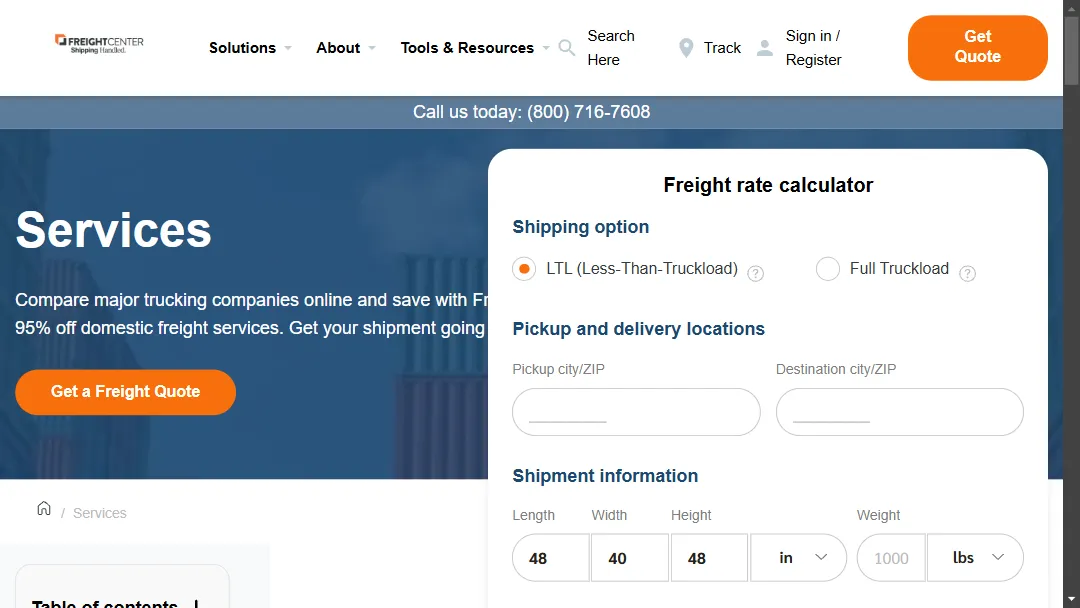 FREIGHTCENTER
Shipping Handled.
Solutions
About
Tools & Resources
Search
Here
Track
Sign in /
Register
Get
Quote
Call us today: (800) 716-7608
Services
Compare major trucking companies online and save with Fr
95% off domestic freight services. Get your shipment going
Get a Freight Quote
/ Services
Table of contents
Freight rate calculator
Shipping option
LTL (Less-Than-Truckload) ?
Full Truckload ?
Pickup and delivery locations
Pickup city/ZIP
Destination city/ZIP
__________
__________
Shipment information
Length Width Height Weight
48 40 48 in 1000 lbs